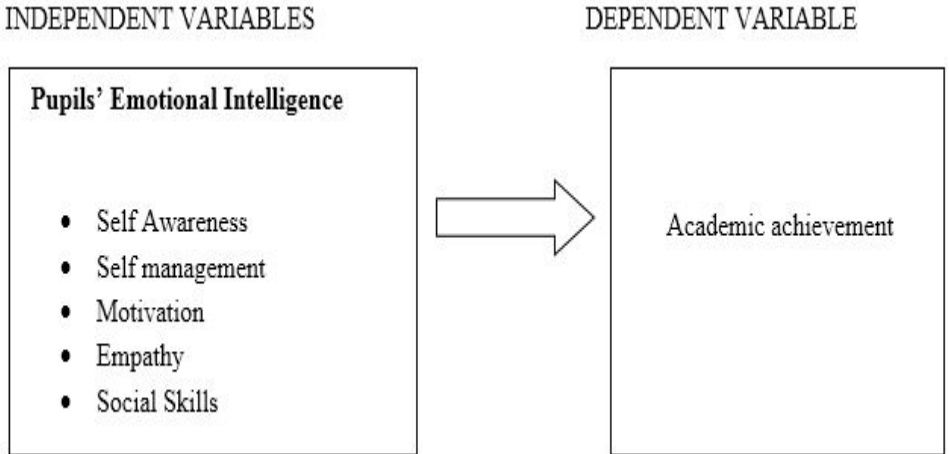 INDEPENDENT VARIABLES
DEPENDENT VARIABLE
Pupils’ Emotional Intelligence
• Self Awareness
• Self management
• Motivation
• Empathy
• Social Skills
Academic achievement